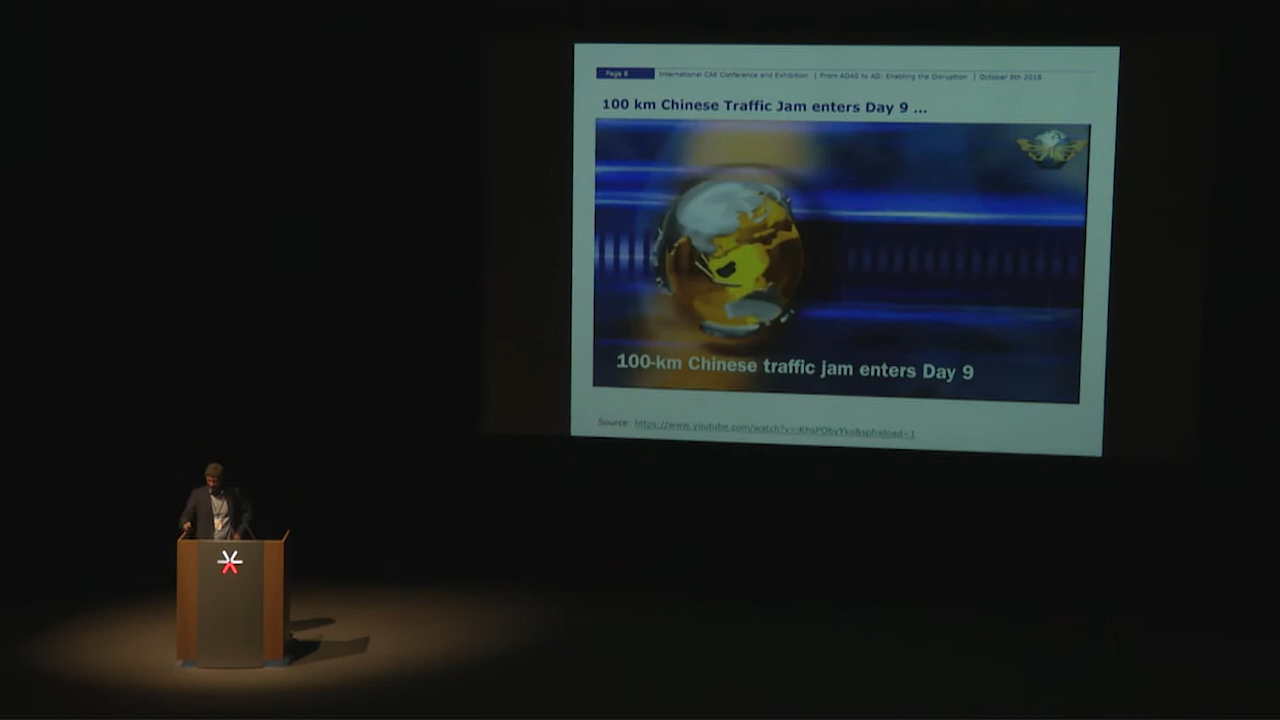 Page 8 International CAE Conference and Exhibition | From ADAS to AD: Enabling the Disruption | October 8th 2018
100 km Chinese Traffic Jam enters Day 9 ...
100-km Chinese traffic jam enters Day 9
Source: